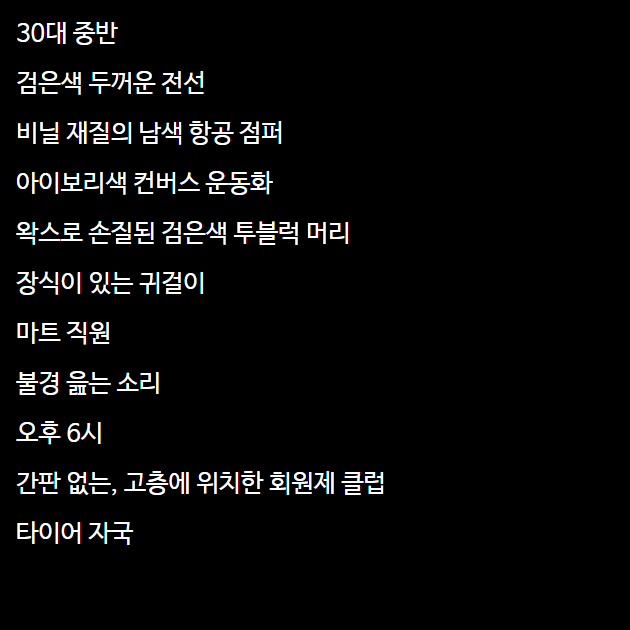 30대 중반
검은색 두꺼운 전선
비닐 재질의 남색 항공 점퍼
아이보리색 컨버스 운동화
왁스로 손질된 검은색 투블럭 머리
장식이 있는 귀걸이
마트 직원
불경 읊는 소리
오후 6시
간판 없는, 고층에 위치한 회원제 클럽
타이어 자국